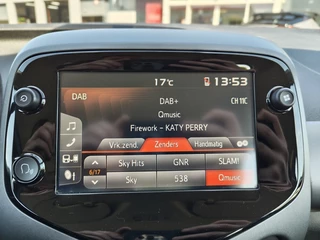 17°C 13:53
DAB DAB+ CH 11C
Qmusic
Firework - KATY PERRY
Vrk.zend. Zenders Handmatig
Sky Hits GNR SLAM!
6/17 Sky 538 Qmusic